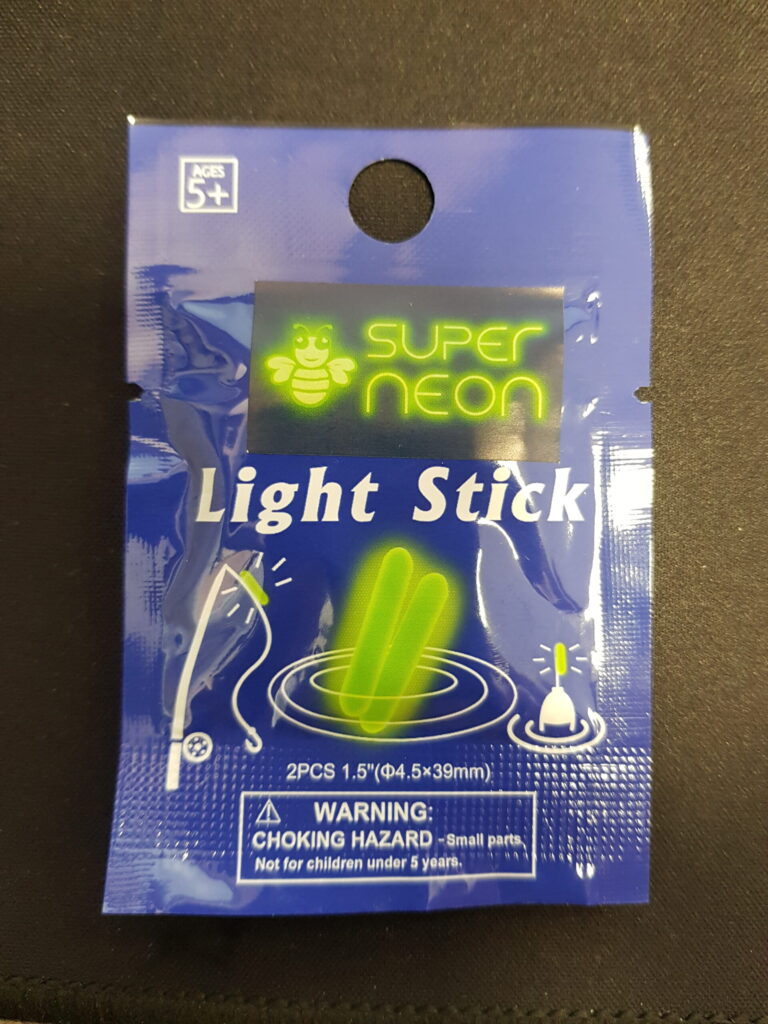 AGES
5+
SUPER
NEON
Light Stick
2PCS 1.5"(Φ4.5×39mm)
WARNING:
CHOKING HAZARD - Small parts
Not for children under 5 years.